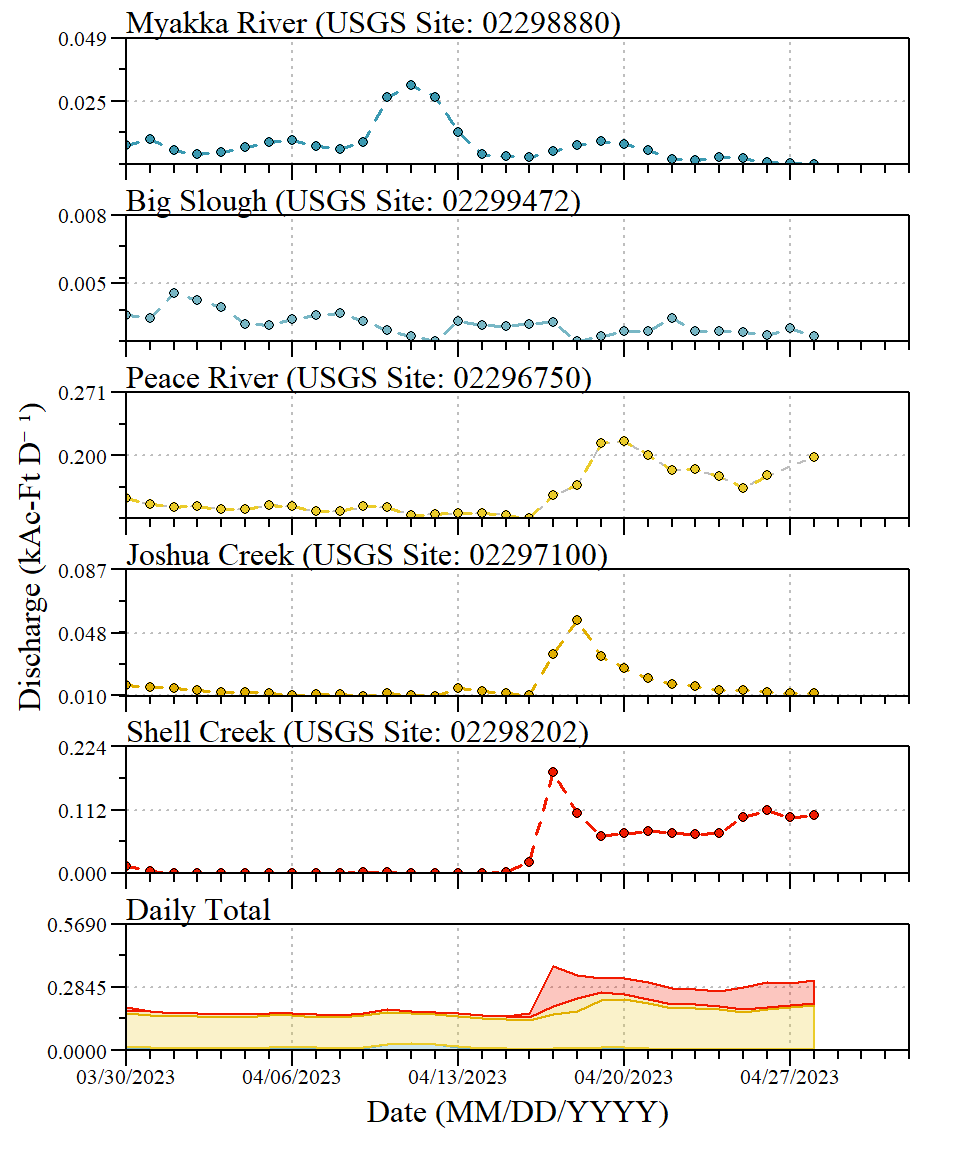 Myakka River (USGS Site: 02298880)
0.049
0.025
Big Slough (USGS Site: 02299472)
0.008
0.005
Peace River (USGS Site: 02296750)
0.271
0.200
Joshua Creek (USGS Site: 02297100)
0.087
0.048
0.010
Shell Creek (USGS Site: 02298202)
0.224
0.112
0.000
Daily Total
0.5690
0.2845
0.0000
03/30/2023 04/06/2023 04/13/2023 04/20/2023 04/27/2023
Date (MM/DD/YYYY)
Discharge (kAc-Ft D⁻¹)